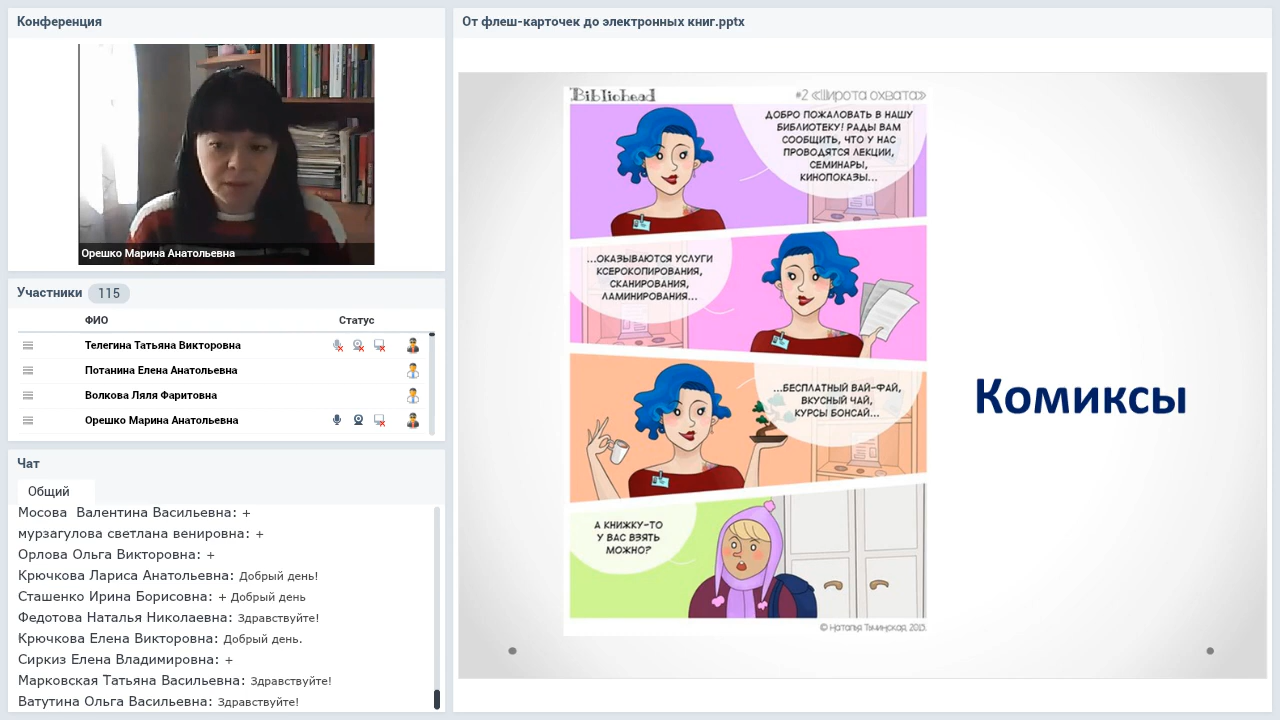 Конференция
Орешко Марина Анатольевна
Участники 115
ФИО Статус
Телегина Татьяна Викторовна
Потанина Елена Анатольевна
Волкова Ляля Фаритовна
Орешко Марина Анатольевна
Чат
Общий
Мосова Валентина Васильевна: +
мурзагулова светлана венировна: +
Орлова Ольга Викторовна: +
Крючкова Лариса Анатольевна: Добрый день!
Сташенко Ирина Борисовна: + Добрый день
Федотова Наталья Николаевна: Здравствуйте!
Крючкова Елена Викторовна: Добрый день.
Сиркиз Елена Владимировна: +
Марковская Татьяна Васильевна: Здравствуйте!
Ватутина Ольга Васильевна: Здравствуйте!
От флеш-карточек до электронных книг.pptx
Bibliohead #2 «Широта охвата»
ДОБРО ПОЖАЛОВАТЬ В НАШУ
БИБЛИОТЕКУ! РАДЫ ВАМ
СООБЩИТЬ, ЧТО У НАС
ПРОВОДЯТСЯ ЛЕКЦИИ,
СЕМИНАРЫ,
КИНОПОКАЗЫ...
...ОКАЗЫВАЮТСЯ УСЛУГИ
КСЕРОКОПИРОВАНИЯ,
СКАНИРОВАНИЯ,
ЛАМИНИРОВАНИЯ...
...БЕСПЛАТНЫЙ ВАЙ-ФАЙ,
ВКУСНЫЙ ЧАЙ,
КУРСЫ БОНСАЙ...
А КНИЖКУ-ТО
У ВАС ВЗЯТЬ
МОЖНО?
© Наталья Тычинская, 2015.
Комиксы